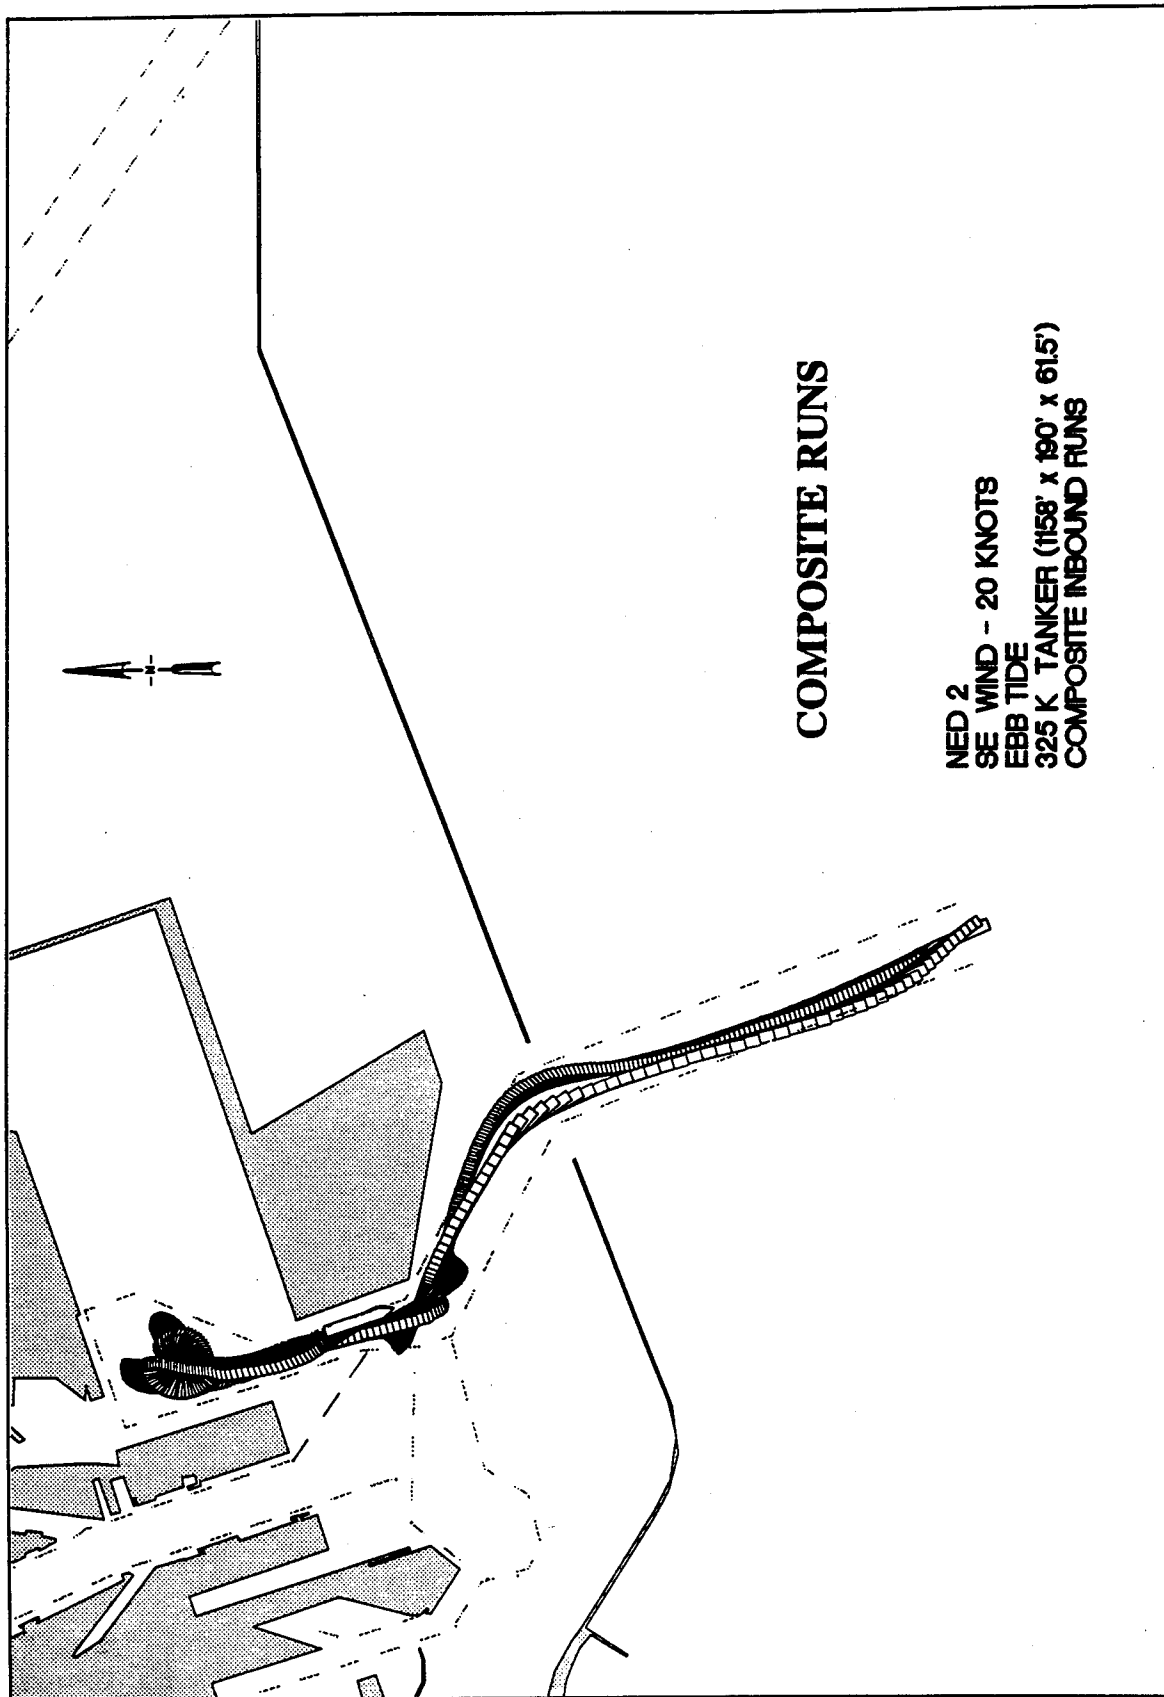 N
COMPOSITE RUNS
NED 2
SE WIND - 20 KNOTS
EBB TIDE
325 K TANKER (1158' x 190' x 61.5')
COMPOSITE INBOUND RUNS